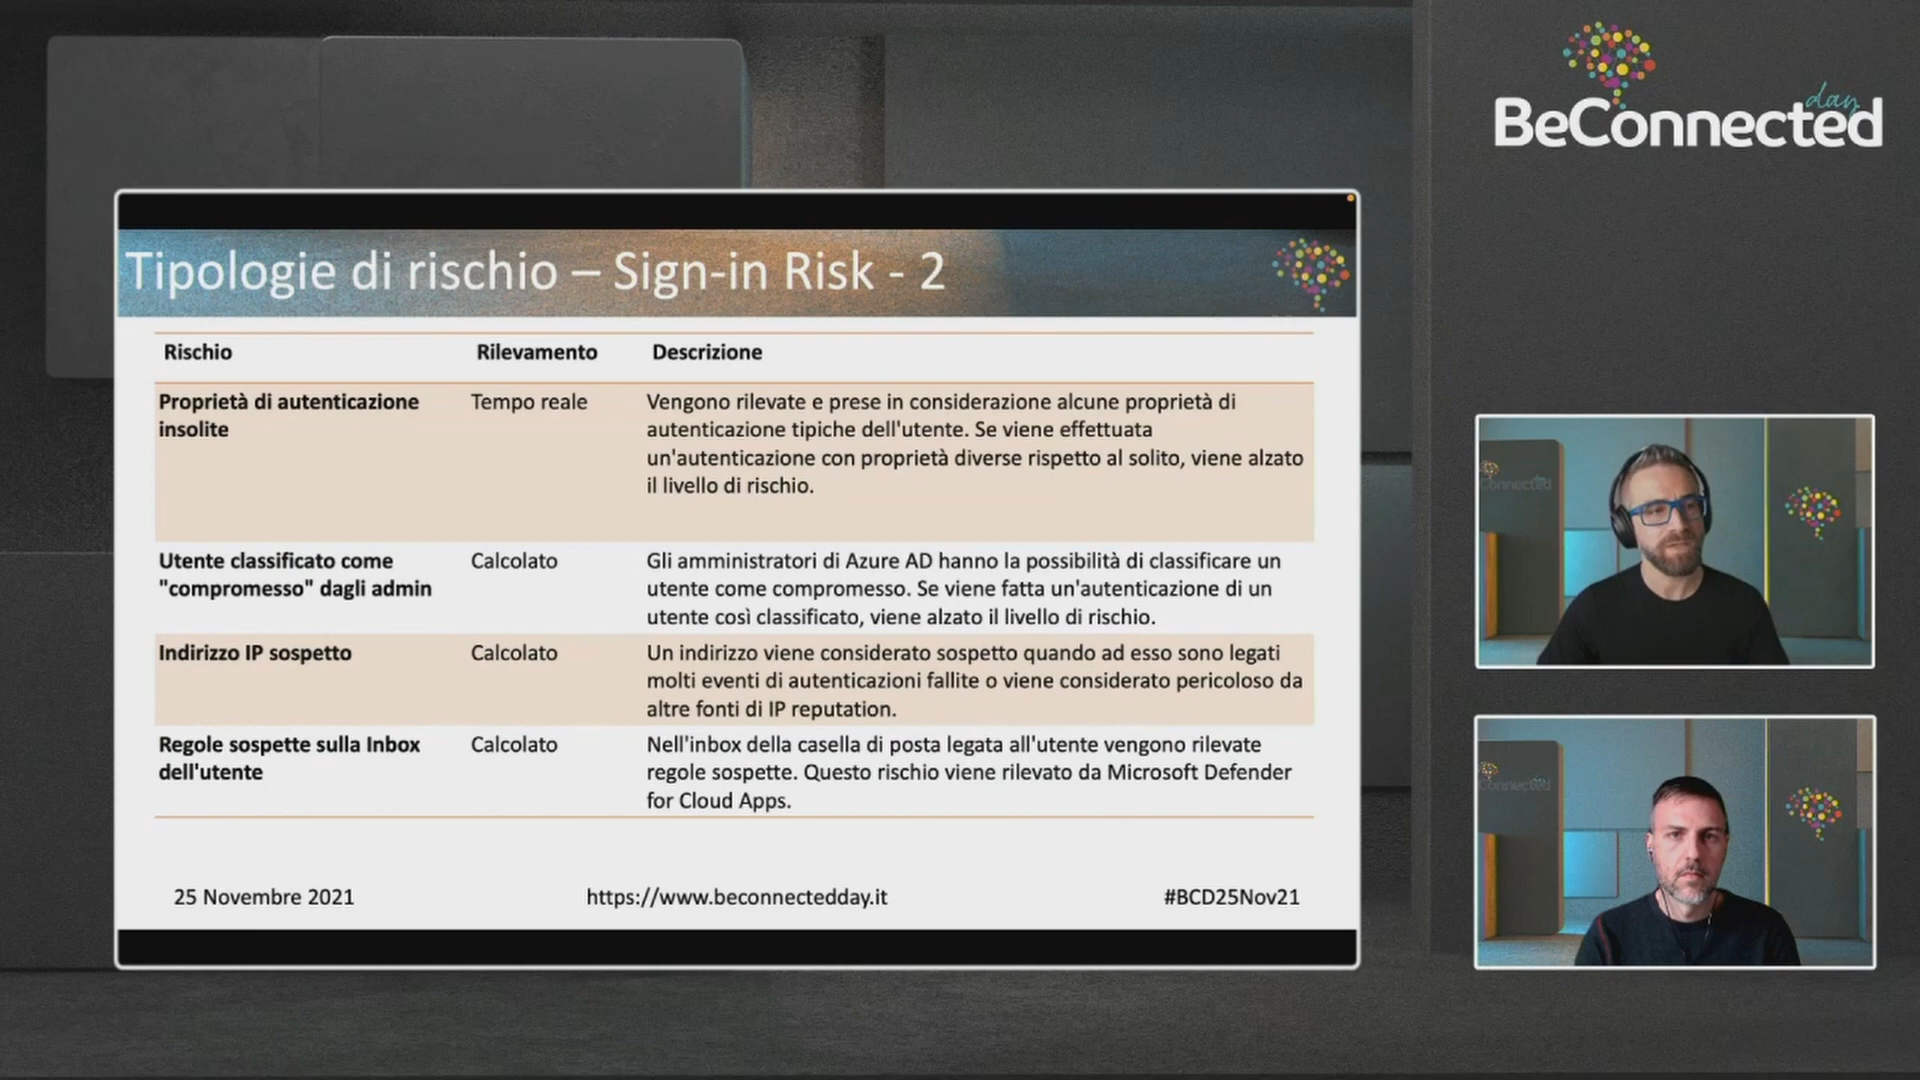 day
BeConnected
Tipologie di rischio – Sign-in Risk - 2
Rischio Rilevamento Descrizione
Proprietà di autenticazione insolite
Tempo reale
Vengono rilevate e prese in considerazione alcune proprietà di
autenticazione tipiche dell'utente. Se viene effettuata
un'autenticazione con proprietà diverse rispetto al solito, viene alzato
il livello di rischio.
Utente classificato come
"compromesso" dagli admin
Calcolato
Gli amministratori di Azure AD hanno la possibilità di classificare un
utente come compromesso. Se viene fatta un'autenticazione di un
utente così classificato, viene alzato il livello di rischio.
Indirizzo IP sospetto
Calcolato
Un indirizzo viene considerato sospetto quando ad esso sono legati
molti eventi di autenticazioni fallite o viene considerato pericoloso da
altre fonti di IP reputation.
Regole sospette sulla Inbox
dell'utente
Calcolato
Nell'inbox della casella di posta legata all'utente vengono rilevate
regole sospette. Questo rischio viene rilevato da Microsoft Defender
for Cloud Apps.
25 Novembre 2021 https://www.beconnectedday.it #BCD25Nov21
Connected
Connected